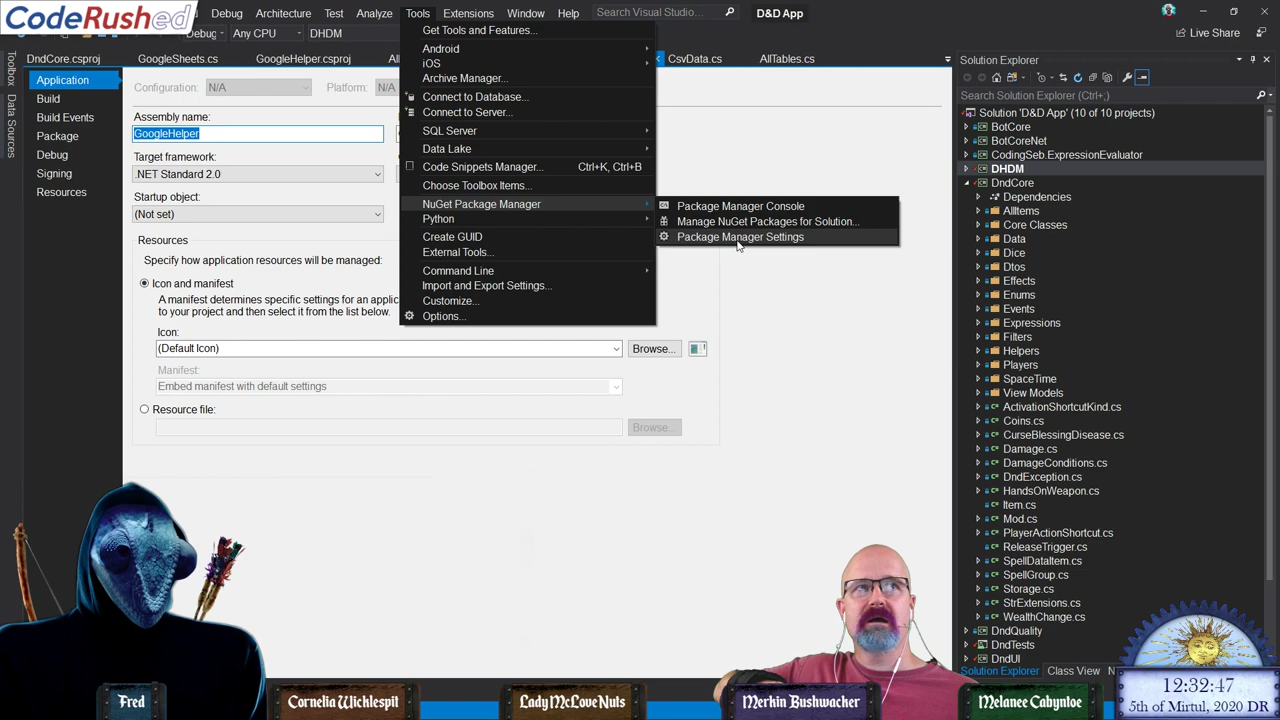 CodeRushed
Debug Architecture Test Analyze Tools Extensions Window Help Search Visual Studio... D&D App
Debug Any CPU DHDM Live Share
DndCore.csproj GoogleSheets.cs GoogleHelper.csproj All CsvData.cs AllTables.cs
Toolbox
Data Sources
Application
Build
Build Events
Package
Debug
Signing
Resources
Configuration: N/A Platform: N/A
Assembly name:
GoogleHelper
Target framework:
.NET Standard 2.0
Startup object:
(Not set)
Resources
Specify how application resources will be managed:
Icon and manifest
A manifest determines specific settings for an applic
to your project and then select it from the list below.
Icon:
(Default Icon) Browse...
Manifest:
Embed manifest with default settings
Resource file:
Browse...
Get Tools and Features...
Android
iOS
Archive Manager...
Connect to Database...
Connect to Server...
SQL Server
Data Lake
Code Snippets Manager... Ctrl+K, Ctrl+B
Choose Toolbox Items...
NuGet Package Manager
Python
Create GUID
External Tools...
Command Line
Import and Export Settings...
Customize...
Options...
Package Manager Console
Manage NuGet Packages for Solution...
Package Manager Settings
Solution Explorer
Search Solution Explorer
Solution 'D&D App' (10 of 10 projects)
BotCore
BotCoreNet
CodingSeb.ExpressionEvaluator
DHDM
DndCore
Dependencies
AllItems
Core Classes
Data
Dice
Dtos
Effects
Enums
Events
Expressions
Filters
Helpers
Players
SpaceTime
View Models
ActivationShortcutKind.cs
Coins.cs
CurseBlessingDisease.cs
Damage.cs
DamageConditions.cs
DndException.cs
HandsOnWeapon.cs
Item.cs
Mod.cs
PlayerActionShortcut.cs
ReleaseTrigger.cs
SpellDataItem.cs
SpellGroup.cs
Storage.cs
StrExtensions.cs
WealthChange.cs
DndQuality
DndTests
DndUI
Solution Explorer Class View N
12:32:47
5th of Mirtul, 2020 DR
Fred Cornelia Wicklespit Lady McLoveNuts Merkin Bushwacker Melanee Cabyntoe